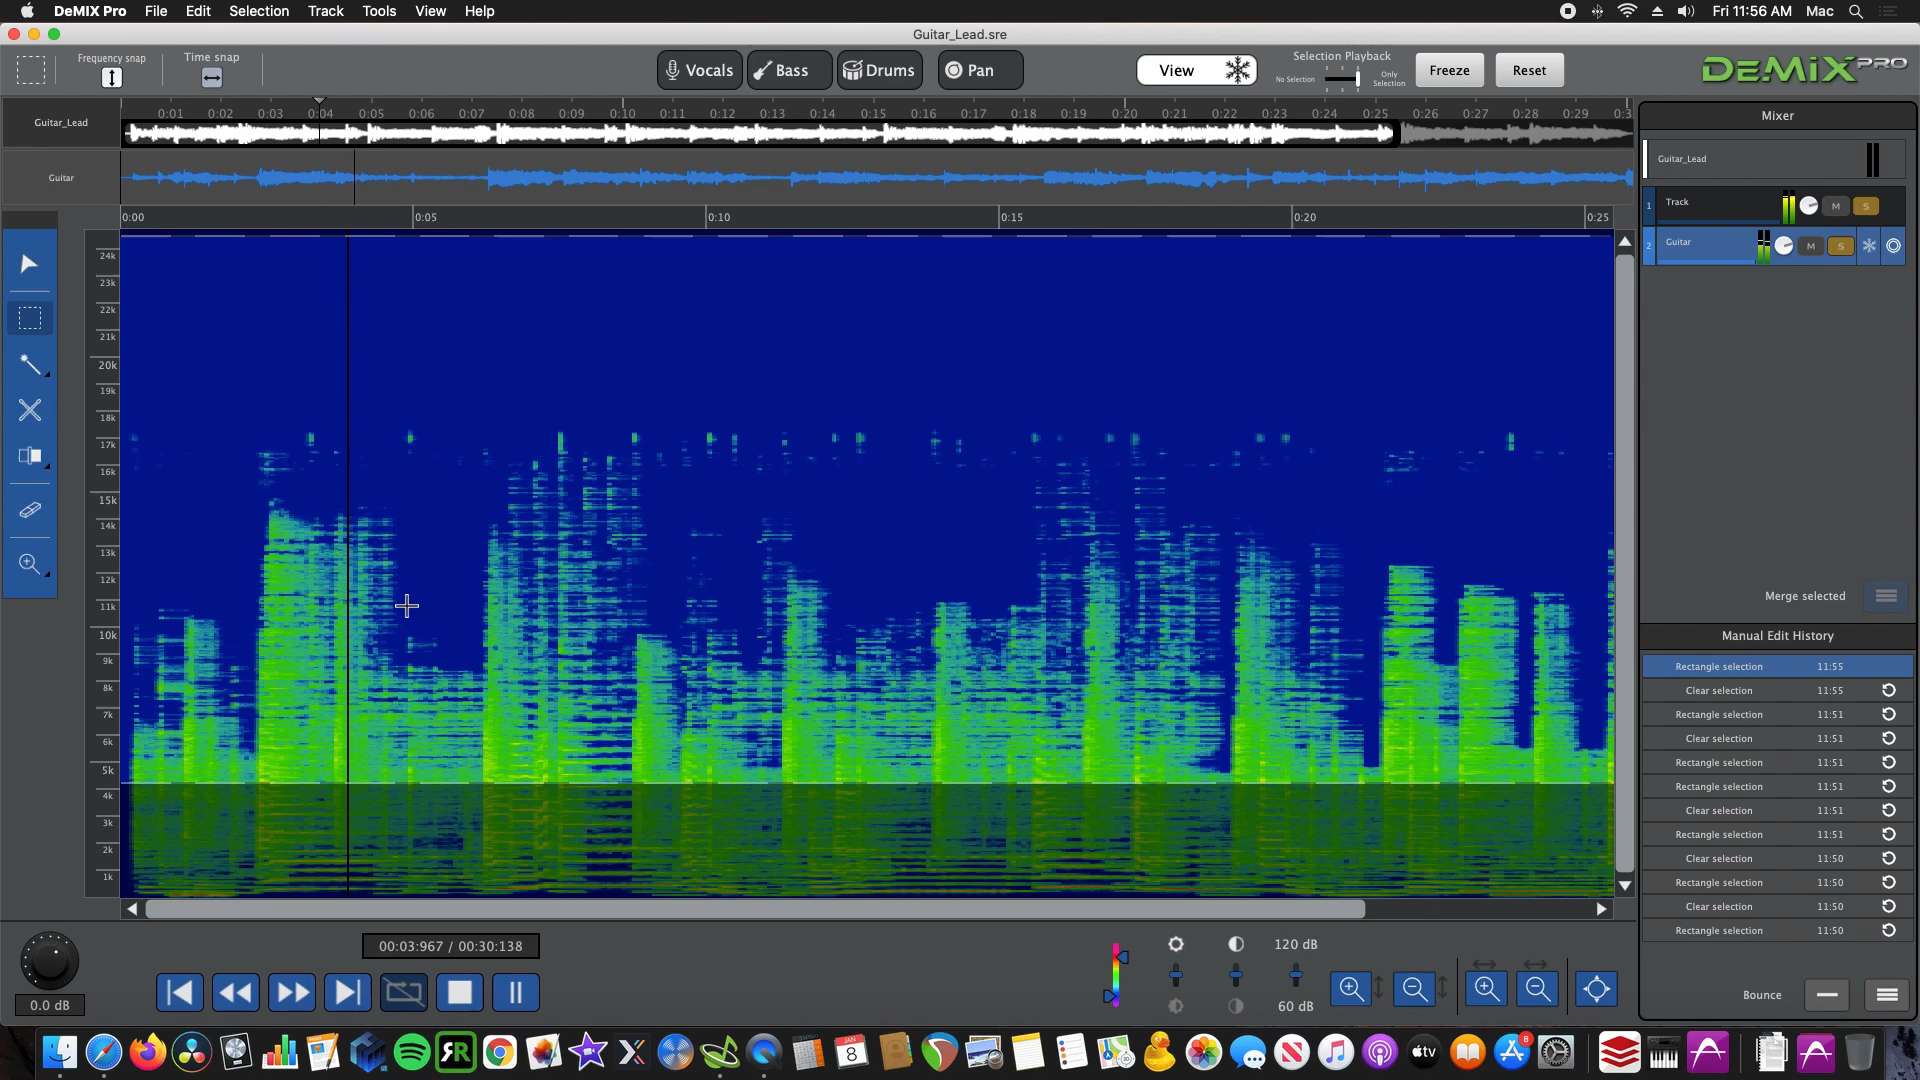 DeMIX Pro File Edit Selection Track Tools View Help Fri 11:56 AM Mac
Guitar_Lead.sre
Frequency snap Time snap
Vocals Bass Drums Pan
View
Selection Playback
No Selection
Only Selection
Freeze Reset
DEMIX PRO
0:01 0:02 0:03 0:04 0:05 0:06 0:07 0:08 0:09 0:10 0:11 0:12 0:13 0:14 0:15 0:16 0:17 0:18 0:19 0:20 0:21 0:22 0:23 0:24 0:25 0:26 0:27 0:28 0:29 0:3
Guitar_Lead
Guitar
0:00 0:05 0:10 0:15 0:20 0:25
24k
23k
22k
21k
20k
19k
18k
17k
16k
15k
14k
13k
12k
11k
10k
9k
8k
7k
6k
5k
4k
3k
2k
1k
Mixer
Guitar_Lead
1 Track M S
2 Guitar M S
Merge selected
Manual Edit History
Rectangle selection 11:55
Clear selection 11:55
Rectangle selection 11:51
Clear selection 11:51
Rectangle selection 11:51
Rectangle selection 11:51
Clear selection 11:51
Rectangle selection 11:51
Clear selection 11:50
Rectangle selection 11:50
Clear selection 11:50
Rectangle selection 11:50
Bounce
0.0 dB
00:03:967 / 00:30:138
120 dB
60 dB
RR
JAN
8
tv
8